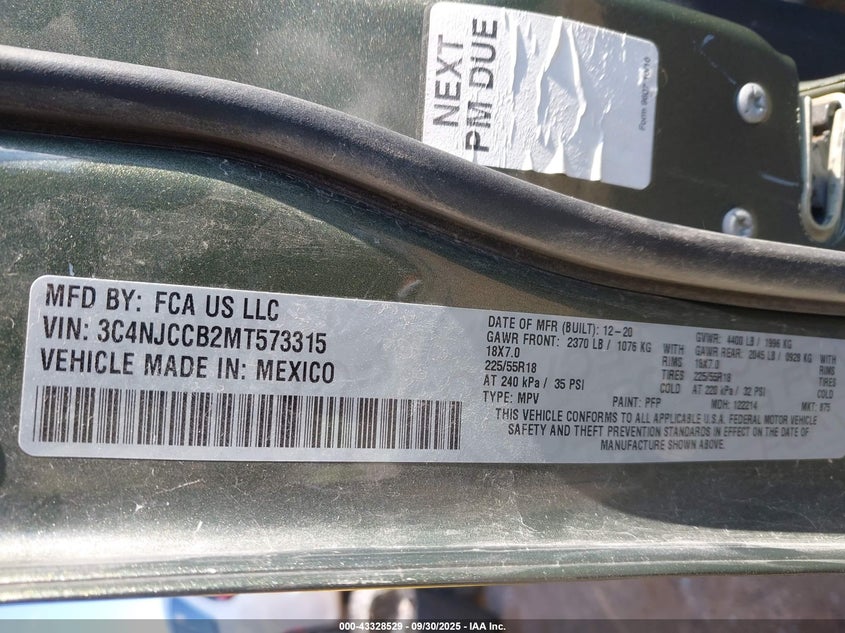 NEXT
PM DUE
MFD BY: FCA US LLC
VIN: 3C4NJCCB2MT573315
VEHICLE MADE IN: MEXICO
DATE OF MFR (BUILT): 12-20 GVWR: 4400 LB / 1996 KG
GAWR FRONT: 2370 LB / 1076 KG WITH GAWR REAR: 2045 LB / 0928 KG WITH
18X7.0 RIMS 18X7.0 RIMS
225/55R18 TIRES 225/55R18 TIRES
AT 240 kPa / 35 PSI COLD AT 220 kPa / 32 PSI COLD
TYPE: MPV PAINT: PFP MDH: 122214 MKT: 875
THIS VEHICLE CONFORMS TO ALL APPLICABLE U.S.A. FEDERAL MOTOR VEHICLE
SAFETY AND THEFT PREVENTION STANDARDS IN EFFECT ON THE DATE OF
MANUFACTURE SHOWN ABOVE.
000-43328529 - 09/30/2025 - IAA Inc.